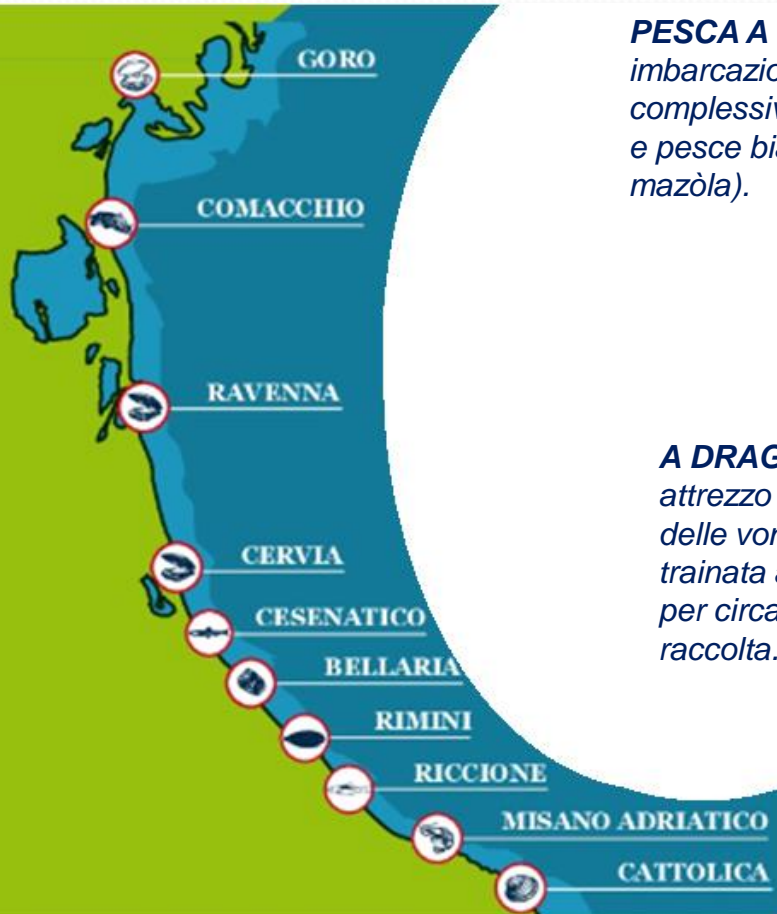 GORO
COMACCHIO
RAVENNA
CERVIA
CESENATICO
BELLARIA
RIMINI
RICCIONE
MISANO ADRIATICO
CATTOLICA
PESCA A
imbarcazio
complessiv
e pesce bia
mazòla).
A DRAG
attrezzo
delle vor
trainata
per circa
raccolta.